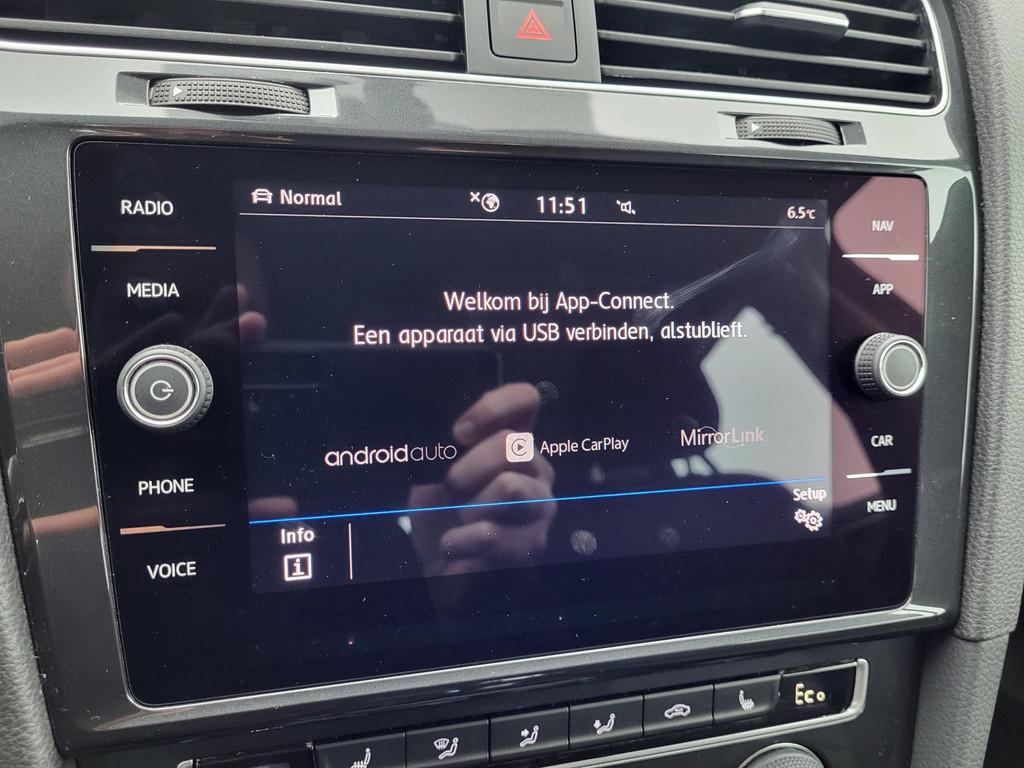 RADIO
MEDIA
PHONE
VOICE
Normal
11:51
6.5°C
Welkom bij App-Connect.
Een apparaat via USB verbinden, alstublieft.
androidauto
Apple CarPlay
MirrorLink
Setup
Info
i
NAV
APP
CAR
MENU
Eco